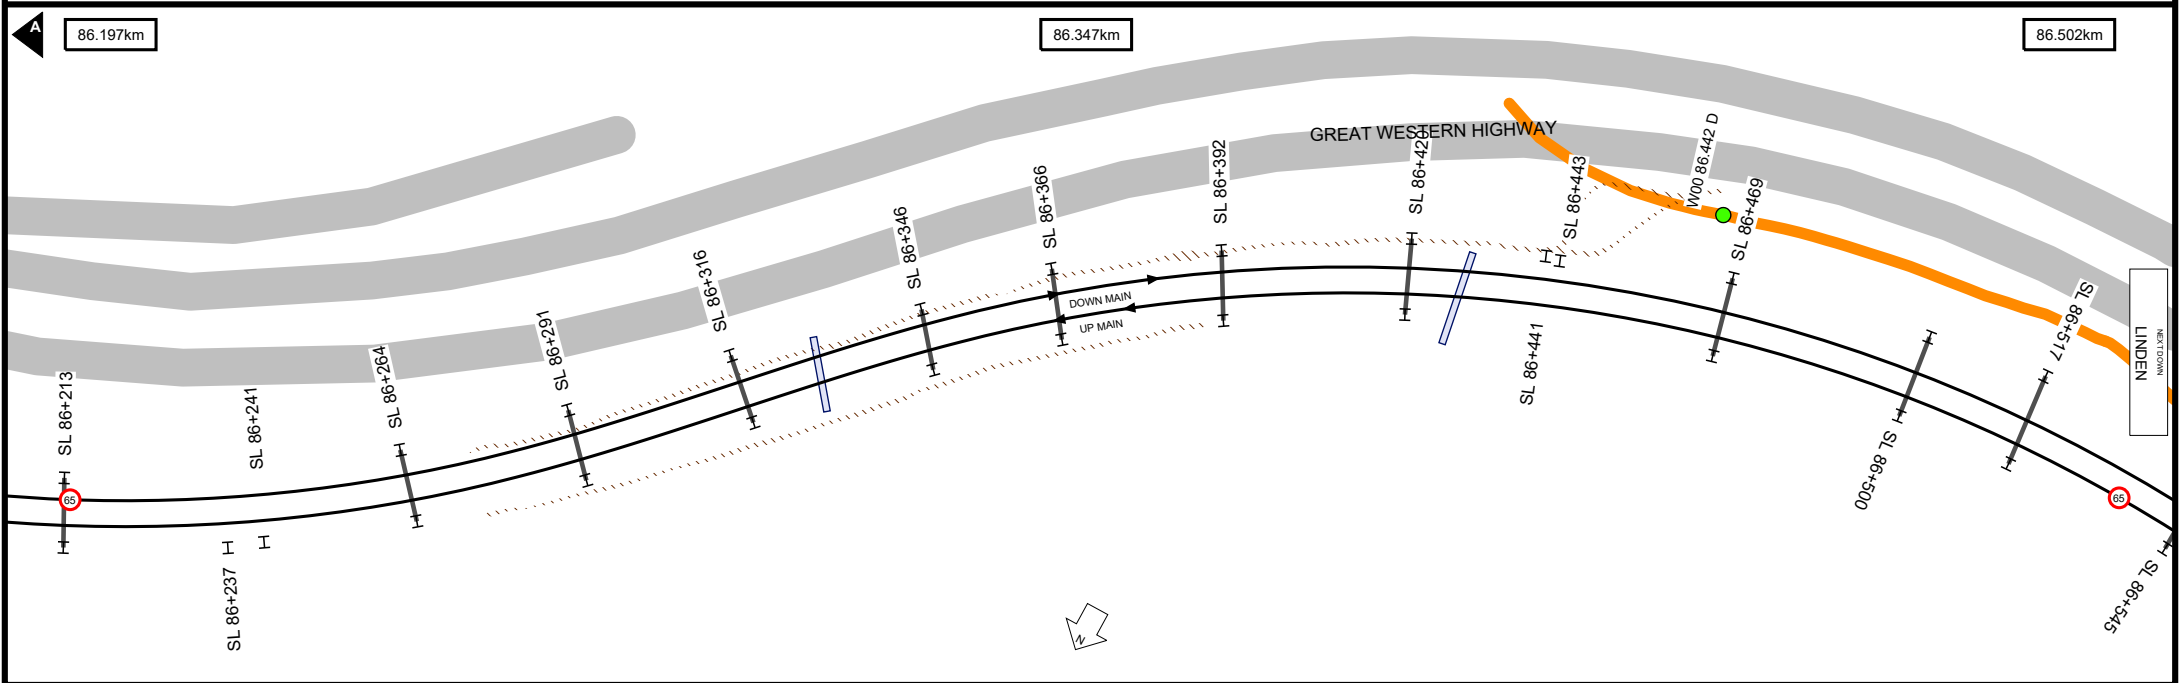 A
86.197km
86.347km
86.502km
GREAT WESTERN HIGHWAY
SL 86+213
SL 86+241
SL 86+237
SL 86+264
SL 86+291
SL 86+316
SL 86+346
SL 86+366
SL 86+392
SL 86+420
SL 86+443
SL 86+441
W00 86.442 D
SL 86+469
SL 86+500
SL 86+517
SL 86+545
DOWN MAIN
UP MAIN
65
65
NEXT DOWN
LINDEN
N